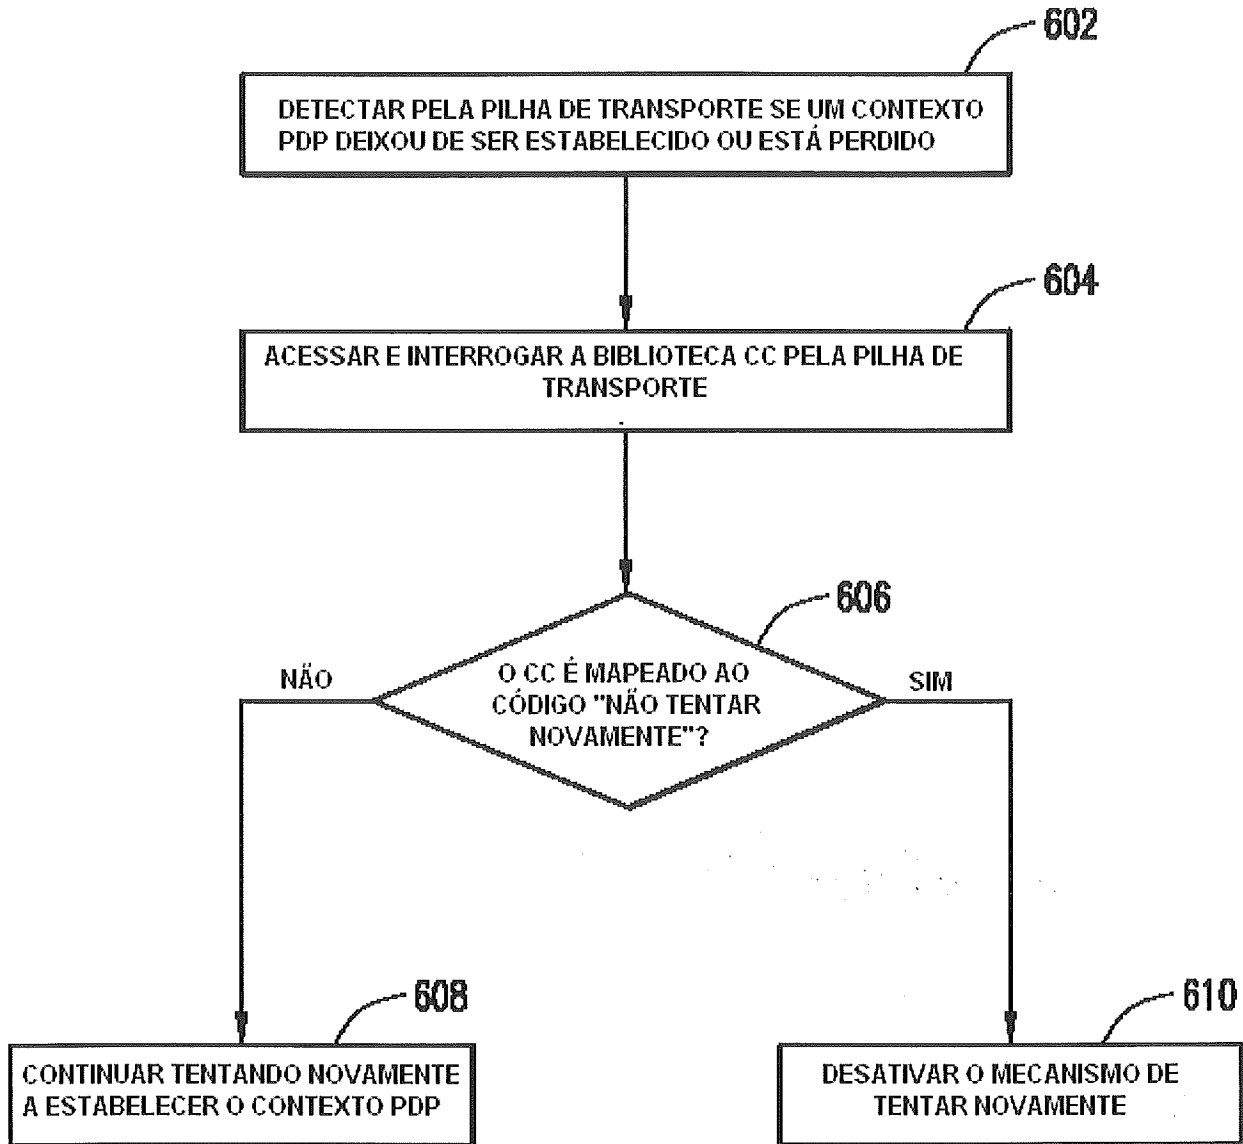 602
DETECTAR PELA PILHA DE TRANSPORTE SE UM CONTEXTO
PDP DEIXOU DE SER ESTABELECIDO OU ESTÁ PERDIDO
604
ACESSAR E INTERROGAR A BIBLIOTECA CC PELA PILHA DE
TRANSPORTE
606
O CC É MAPEADO AO
CÓDIGO "NÃO TENTAR
NOVAMENTE"?
NÃO
SIM
608
CONTINUAR TENTANDO NOVAMENTE
A ESTABELECER O CONTEXTO PDP
610
DESATIVAR O MECANISMO DE
TENTAR NOVAMENTE